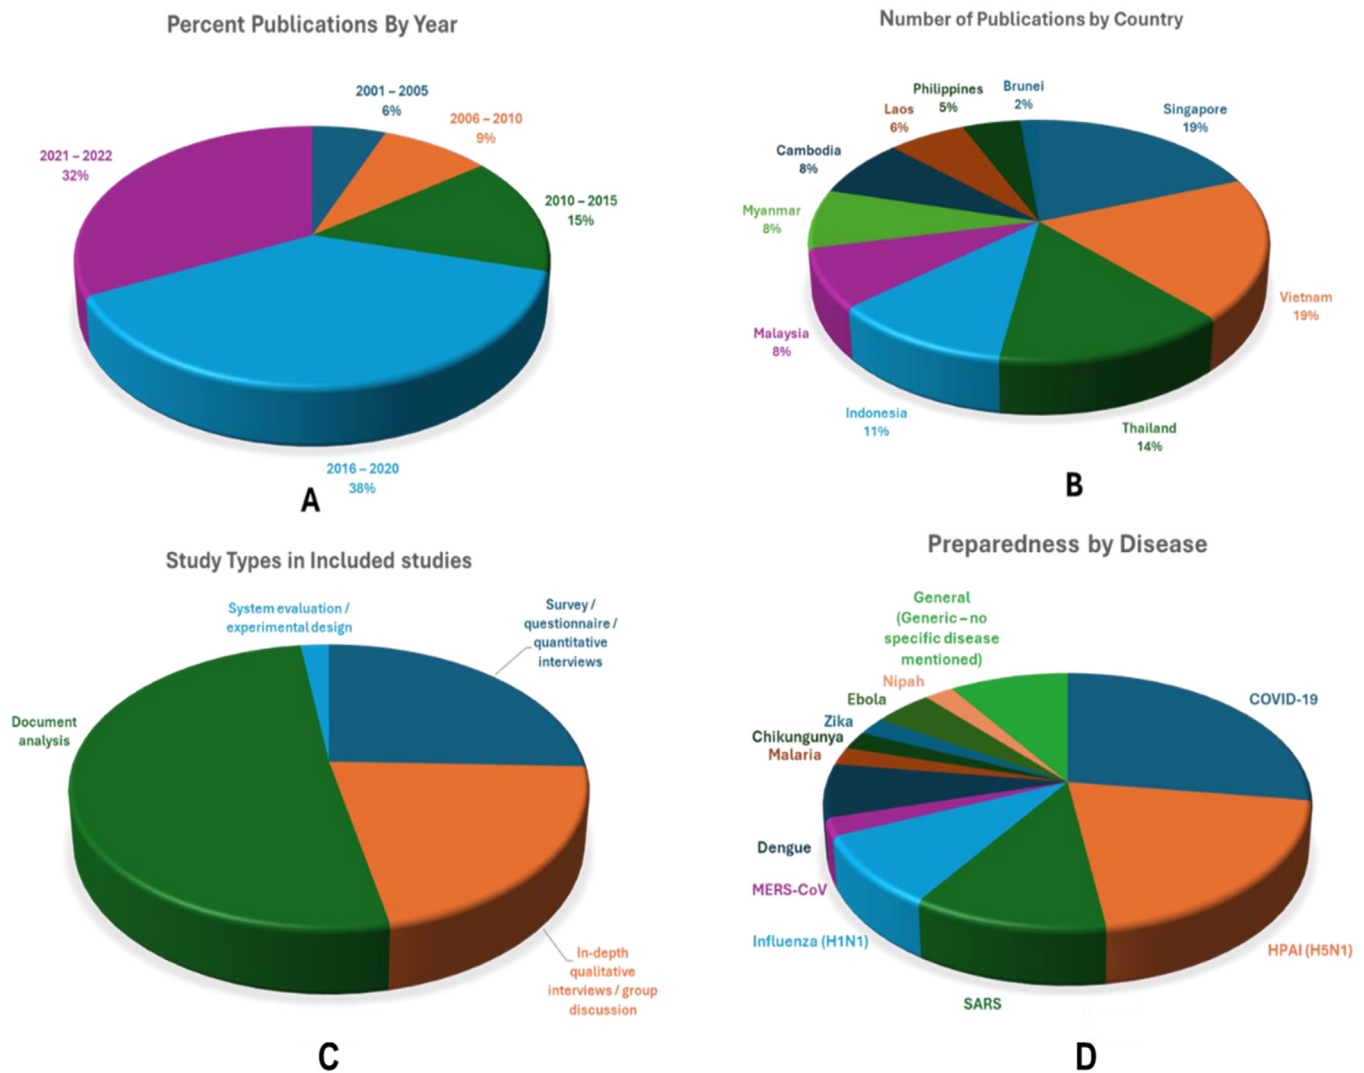 Percent Publications By Year
2001 – 2005
6%
2006 – 2010
9%
2010 – 2015
15%
2016 – 2020
38%
2021 – 2022
32%
A
Number of Publications by Country
Brunei
2%
Singapore
19%
Vietnam
19%
Thailand
14%
Indonesia
11%
Malaysia
8%
Myanmar
8%
Cambodia
8%
Laos
6%
Philippines
5%
B
Study Types in Included studies
System evaluation /
experimental design
Survey /
questionnaire /
quantitative
interviews
Document
analysis
In-depth
qualitative
interviews / group
discussion
C
Preparedness by Disease
General
(Generic – no
specific disease
mentioned)
Nipah
Ebola
Zika
Chikungunya
Malaria
Dengue
MERS-CoV
Influenza (H1N1)
SARS
HPAI (H5N1)
COVID-19
D